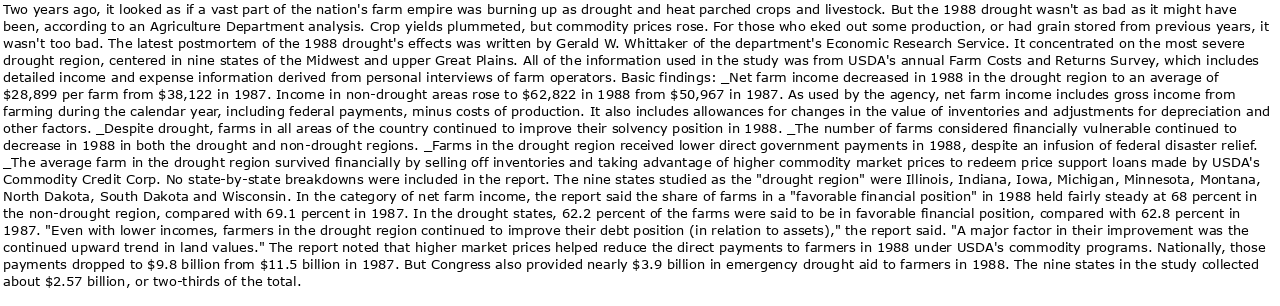 Two years ago, it looked as if a vast part of the nation's farm empire was burning up as drought and heat parched crops and livestock. But the 1988 drought wasn't as bad as it might have
been, according to an Agriculture Department analysis. Crop yields plummeted, but commodity prices rose. For those who eked out some production, or had grain stored from previous years, it
wasn't too bad. The latest postmortem of the 1988 drought's effects was written by Gerald W. Whittaker of the department's Economic Research Service. It concentrated on the most severe
drought region, centered in nine states of the Midwest and upper Great Plains. All of the information used in the study was from USDA's annual Farm Costs and Returns Survey, which includes
detailed income and expense information derived from personal interviews of farm operators. Basic findings: _Net farm income decreased in 1988 in the drought region to an average of
$28,899 per farm from $38,122 in 1987. Income in non-drought areas rose to $62,822 in 1988 from $50,967 in 1987. As used by the agency, net farm income includes gross income from
farming during the calendar year, including federal payments, minus costs of production. It also includes allowances for changes in the value of inventories and adjustments for depreciation and
other factors. _Despite drought, farms in all areas of the country continued to improve their solvency position in 1988. _The number of farms considered financially vulnerable continued to
decrease in 1988 in both the drought and non-drought regions. _Farms in the drought region received lower direct government payments in 1988, despite an infusion of federal disaster relief.
_The average farm in the drought region survived financially by selling off inventories and taking advantage of higher commodity market prices to redeem price support loans made by USDA's
Commodity Credit Corp. No state-by-state breakdowns were included in the report. The nine states studied as the "drought region" were Illinois, Indiana, Iowa, Michigan, Minnesota, Montana,
North Dakota, South Dakota and Wisconsin. In the category of net farm income, the report said the share of farms in a "favorable financial position" in 1988 held fairly steady at 68 percent in
the non-drought region, compared with 69.1 percent in 1987. In the drought states, 62.2 percent of the farms were said to be in favorable financial position, compared with 62.8 percent in
1987. "Even with lower incomes, farmers in the drought region continued to improve their debt position (in relation to assets)," the report said. "A major factor in their improvement was the
continued upward trend in land values." The report noted that higher market prices helped reduce the direct payments to farmers in 1988 under USDA's commodity programs. Nationally, those
payments dropped to $9.8 billion from $11.5 billion in 1987. But Congress also provided nearly $3.9 billion in emergency drought aid to farmers in 1988. The nine states in the study collected
about $2.57 billion, or two-thirds of the total.